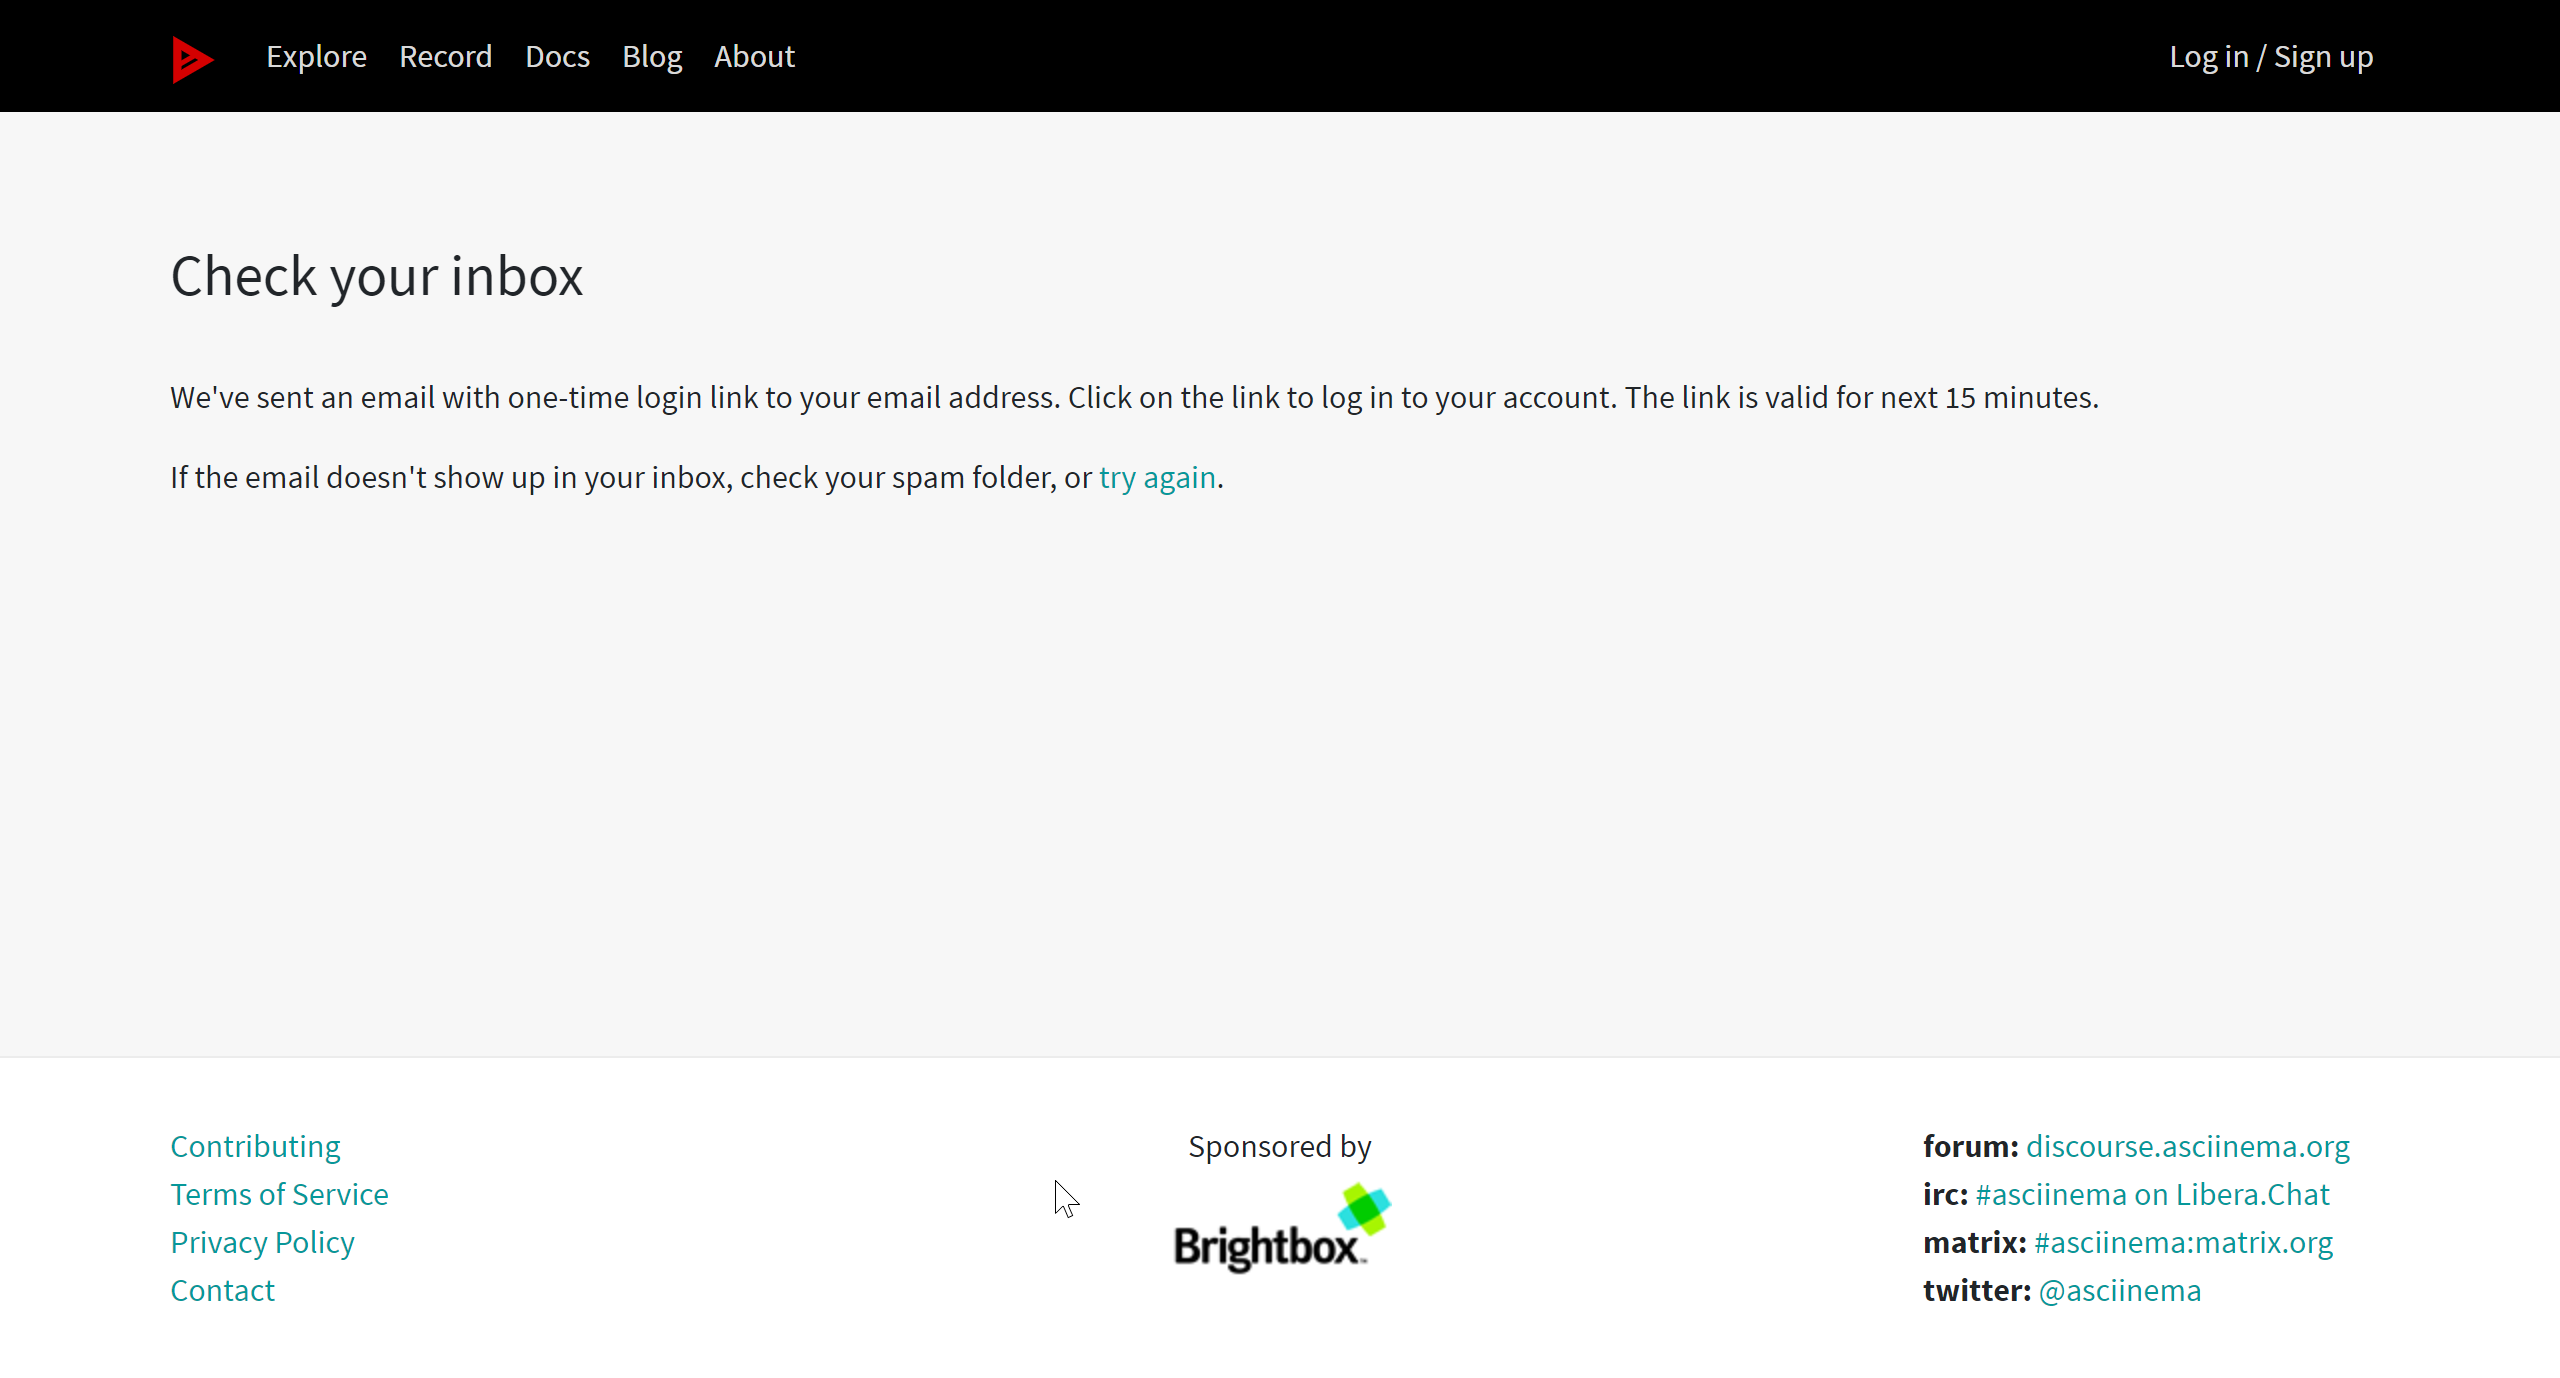 Explore Record Docs Blog About Log in / Sign up
Check your inbox
We've sent an email with one-time login link to your email address. Click on the link to log in to your account. The link is valid for next 15 minutes.
If the email doesn't show up in your inbox, check your spam folder, or try again.
Contributing
Terms of Service
Privacy Policy
Contact
Sponsored by
Brightbox™
forum: discourse.asciinema.org
irc: #asciinema on Libera.Chat
matrix: #asciinema:matrix.org
twitter: @asciinema